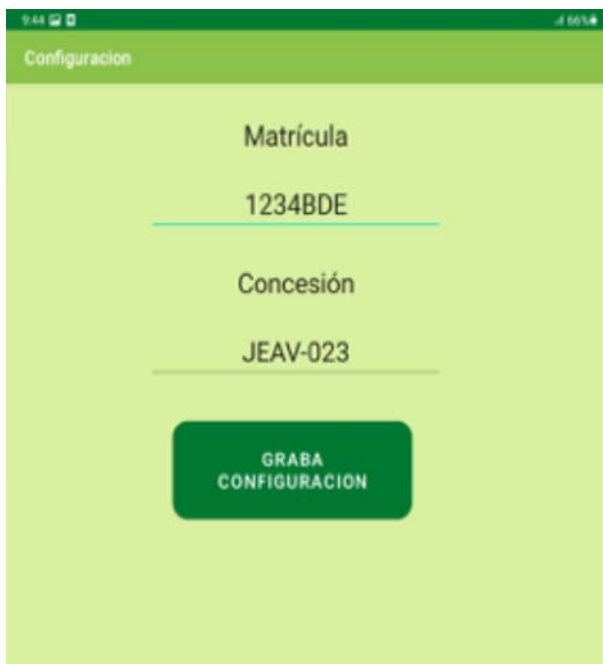 9:44
66%
Configuracion
Matrícula
1234BDE
Concesión
JEAV-023
GRABA
CONFIGURACION